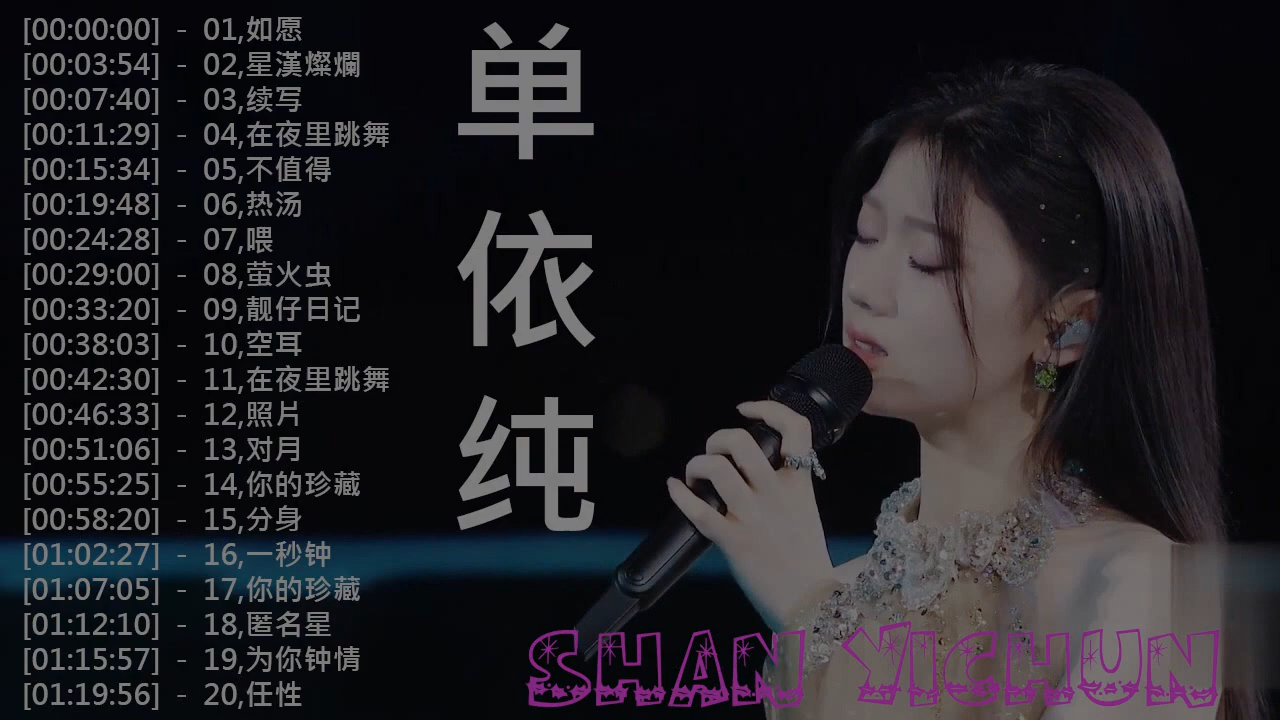 [00:00:00] - 01,如愿
[00:03:54] - 02,星漢燦爛
[00:07:40] - 03,续写
[00:11:29] - 04,在夜里跳舞
[00:15:34] - 05,不值得
[00:19:48] - 06,热汤
[00:24:28] - 07,喂
[00:29:00] - 08,萤火虫
[00:33:20] - 09,靓仔日记
[00:38:03] - 10,空耳
[00:42:30] - 11,在夜里跳舞
[00:46:33] - 12,照片
[00:51:06] - 13,对月
[00:55:25] - 14,你的珍藏
[00:58:20] - 15,分身
[01:02:27] - 16,一秒钟
[01:07:05] - 17,你的珍藏
[01:12:10] - 18,匿名星
[01:15:57] - 19,为你钟情
[01:19:56] - 20,任性
单
依
纯
SHAN YICHUN